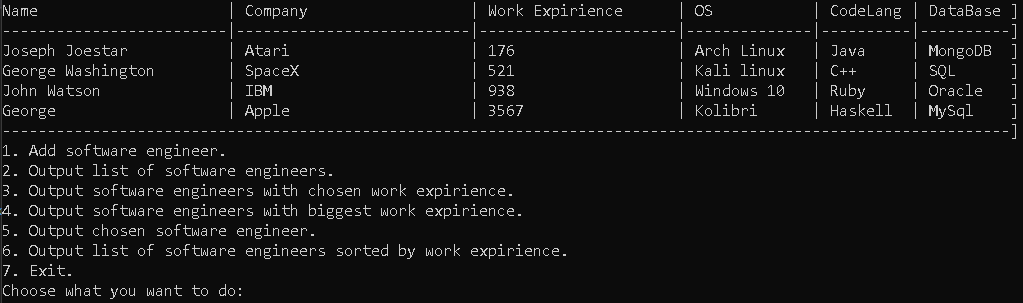 Name                     | Company                  | Work Expirience      | OS           | CodeLang | DataBase ]
-------------------------|--------------------------|----------------------|--------------|----------|----------]
Joseph Joestar           | Atari                    | 176                  | Arch Linux   | Java     | MongoDB  ]
George Washington        | SpaceX                   | 521                  | Kali linux   | C++      | SQL      ]
John Watson              | IBM                      | 938                  | Windows 10   | Ruby     | Oracle   ]
George                   | Apple                    | 3567                 | Kolibri      | Haskell  | MySql    ]
----------------------------------------------------------------------------------------------------------------]
1. Add software engineer.
2. Output list of software engineers.
3. Output software engineers with chosen work expirience.
4. Output software engineers with biggest work expirience.
5. Output chosen software engineer.
6. Output list of software engineers sorted by work expirience.
7. Exit.
Choose what you want to do: